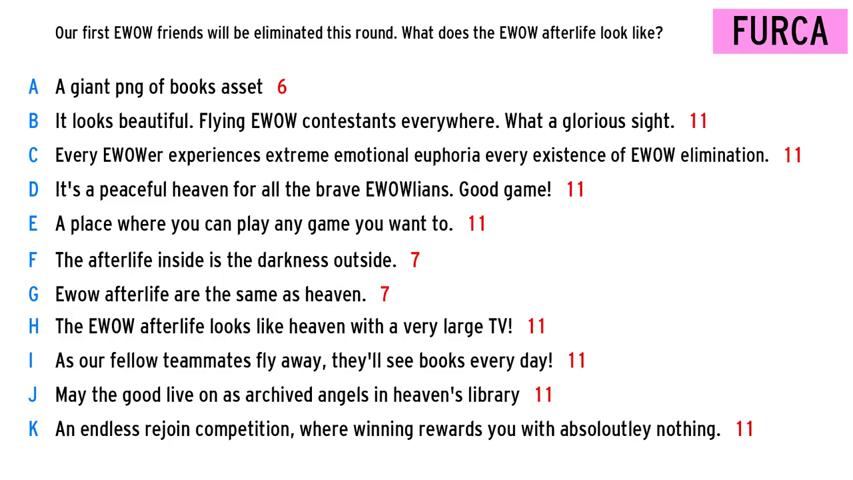 Our first EWOW friends will be eliminated this round. What does the EWOW afterlife look like?
FURCA
A A giant png of books asset 6
B It looks beautiful. Flying EWOW contestants everywhere. What a glorious sight. 11
C Every EWOWer experiences extreme emotional euphoria every existence of EWOW elimination. 11
D It's a peaceful heaven for all the brave EWOWlians. Good game! 11
E A place where you can play any game you want to. 11
F The afterlife inside is the darkness outside. 7
G Ewow afterlife are the same as heaven. 7
H The EWOW afterlife looks like heaven with a very large TV! 11
I As our fellow teammates fly away, they'll see books every day! 11
J May the good live on as archived angels in heaven's library 11
K An endless rejoin competition, where winning rewards you with absoloutley nothing. 11